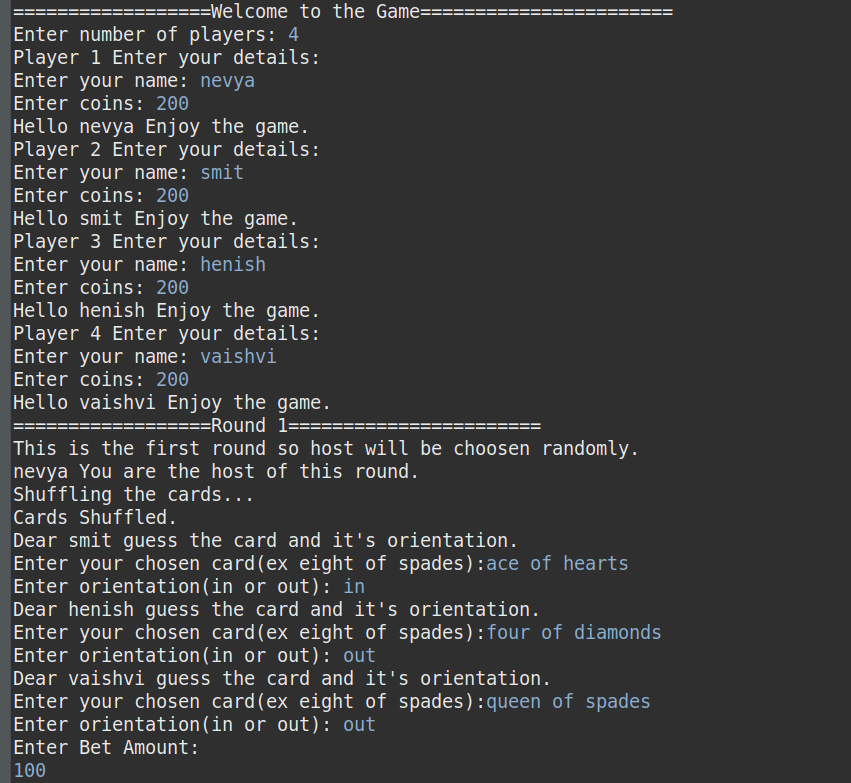 ==================Welcome to the Game=======================
Enter number of players: 4
Player 1 Enter your details:
Enter your name: nevya
Enter coins: 200
Hello nevya Enjoy the game.
Player 2 Enter your details:
Enter your name: smit
Enter coins: 200
Hello smit Enjoy the game.
Player 3 Enter your details:
Enter your name: henish
Enter coins: 200
Hello henish Enjoy the game.
Player 4 Enter your details:
Enter your name: vaishvi
Enter coins: 200
Hello vaishvi Enjoy the game.
==================Round 1=======================
This is the first round so host will be choosen randomly.
nevya You are the host of this round.
Shuffling the cards...
Cards Shuffled.
Dear smit guess the card and it's orientation.
Enter your chosen card(ex eight of spades):ace of hearts
Enter orientation(in or out): in
Dear henish guess the card and it's orientation.
Enter your chosen card(ex eight of spades):four of diamonds
Enter orientation(in or out): out
Dear vaishvi guess the card and it's orientation.
Enter your chosen card(ex eight of spades):queen of spades
Enter orientation(in or out): out
Enter Bet Amount:
100